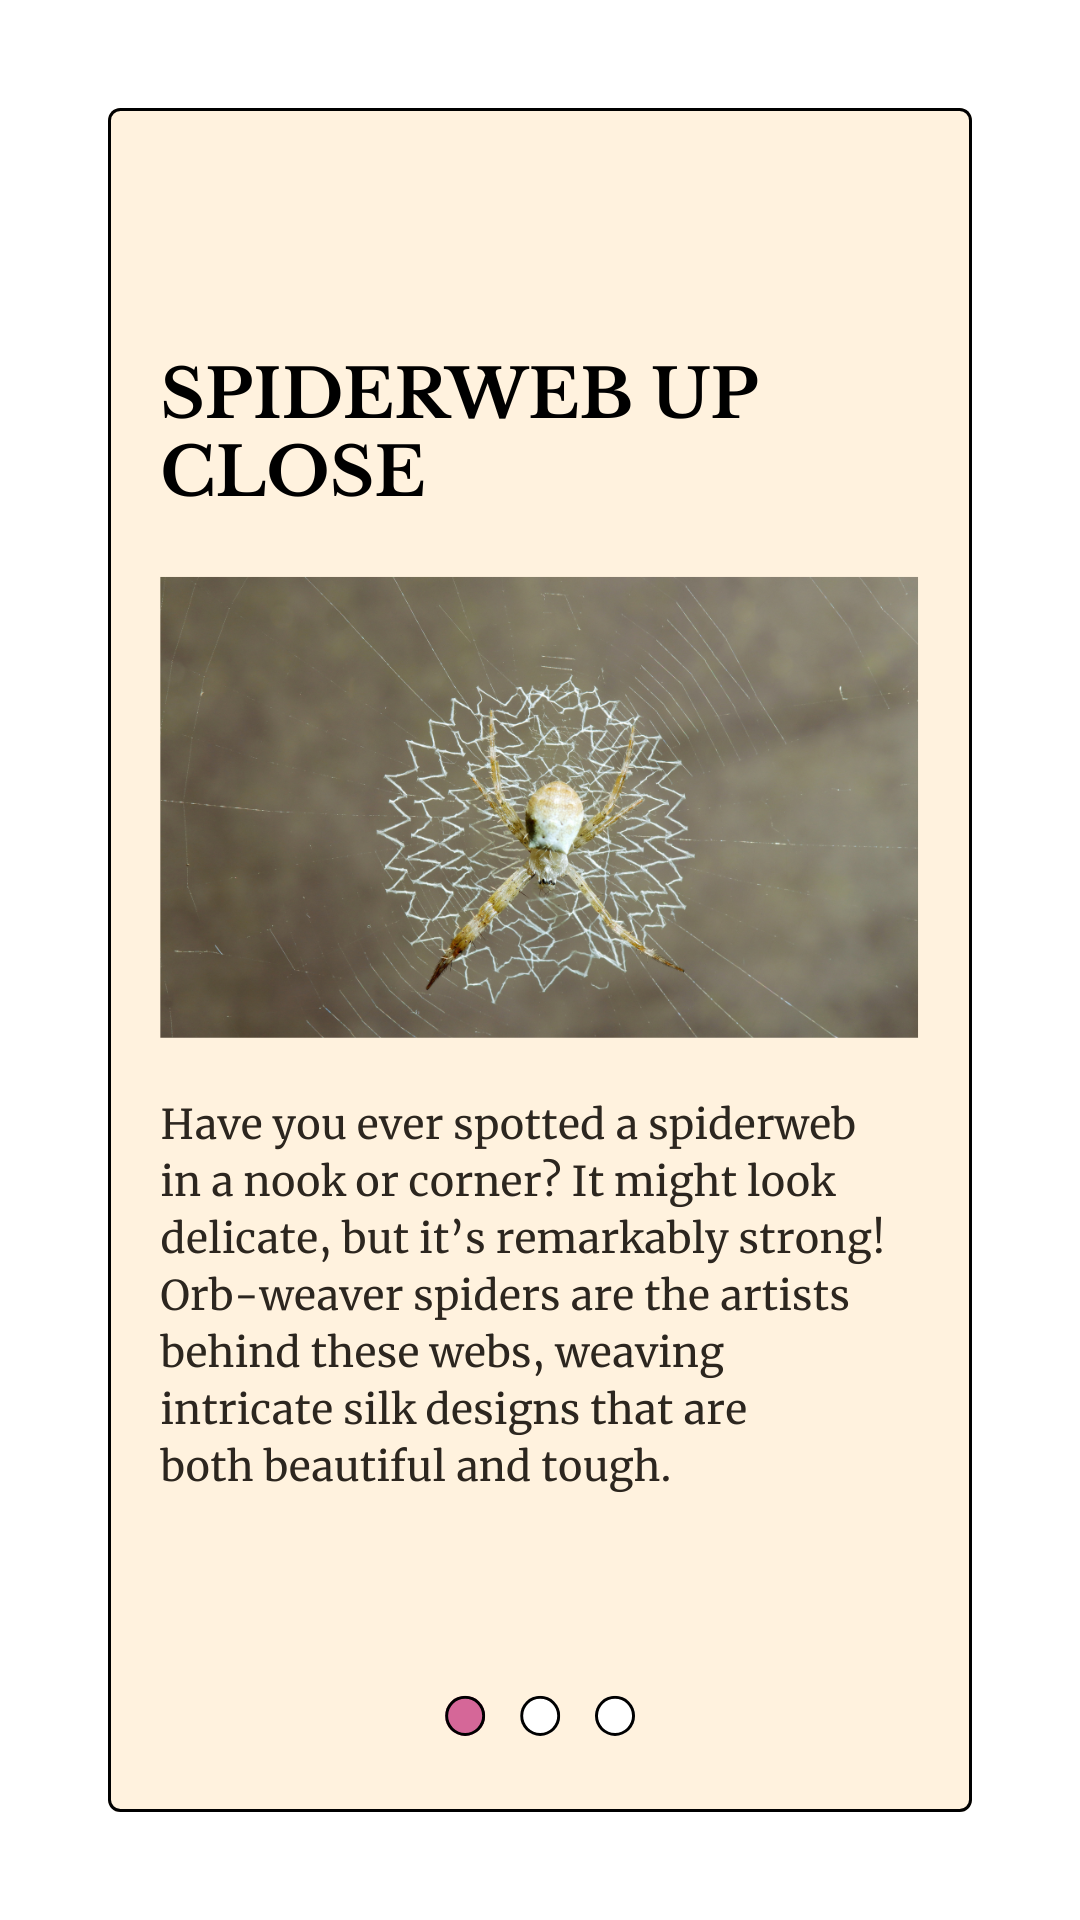 SPIDERWEB UP
CLOSE
Have you ever spotted a spiderweb
in a nook or corner? It might look
delicate, but it’s remarkably strong!
Orb-weaver spiders are the artists
behind these webs, weaving
intricate silk designs that are
both beautiful and tough.